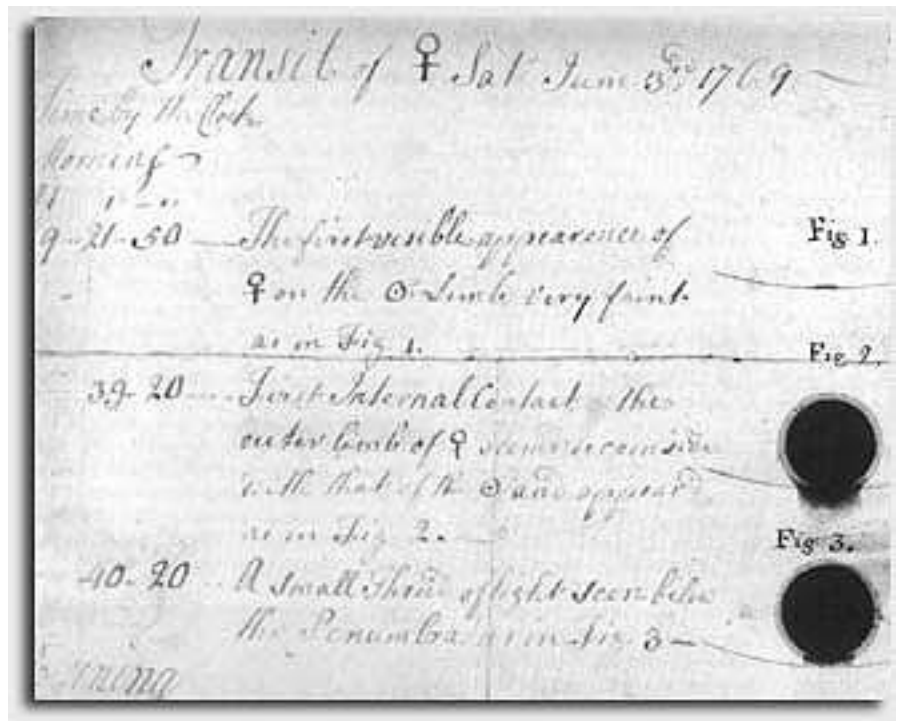 Transit of ♀ Sat June 3rd 1769
Time by the Clock
Morning
H ' "
9 - 21 - 50 — The first visible appearence of
Fig 1.
♀ on the ☉ Limb very faint
as in Fig 1.
Fig 2.
39 - 20 — First Internal Contact the
outer limb of ♀ seem'd to coinside
with that of the ☉ and appear'd
as in Fig 2.
Fig 3.
40 - 20 A small Thread of light seen below
the Penumbra as in Fig 3 —